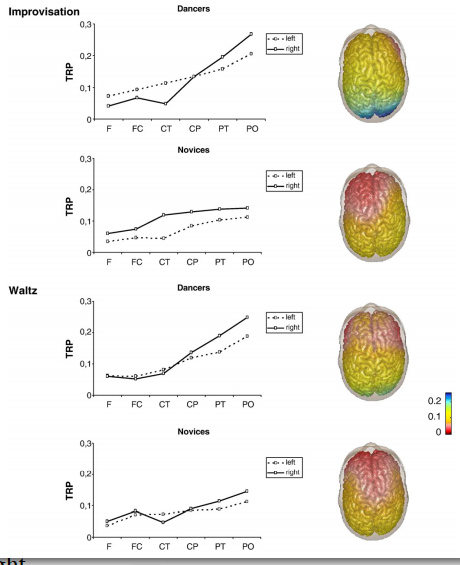 Improvisation
Dancers
0,3
0,2
0,1
0
TRP
F FC CT CP PT PO
left
right
Novices
0,3
0,2
0,1
0
TRP
F FC CT CP PT PO
Waltz
Dancers
0,3
0,2
0,1
0
TRP
F FC CT CP PT PO
left
right
0.2
0.1
0
Novices
0,3
0,2
0,1
0
TRP
F FC CT CP PT PO
left
right